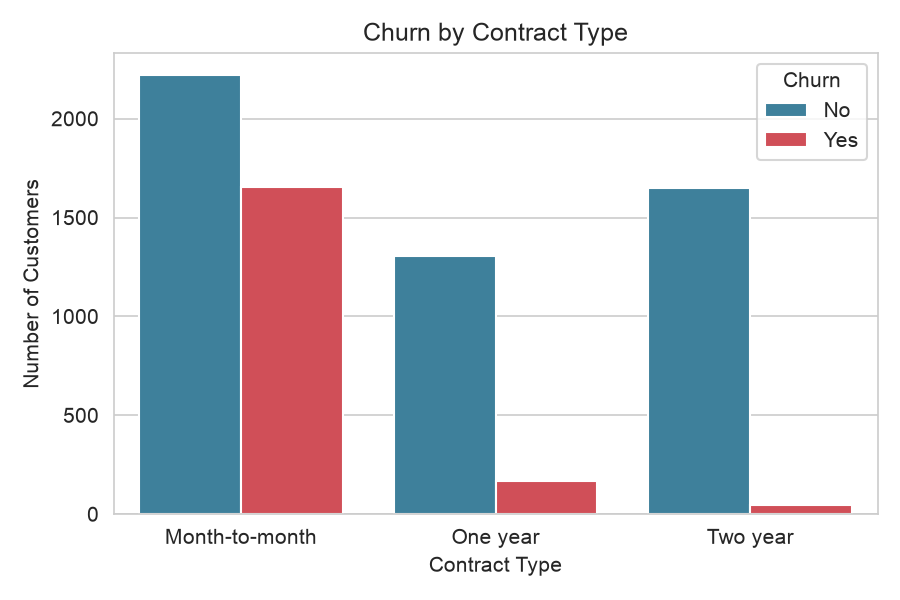 Churn by Contract Type
Churn
No
Yes
2000
1500
1000
500
0
Number of Customers
Month-to-month One year Two year
Contract Type